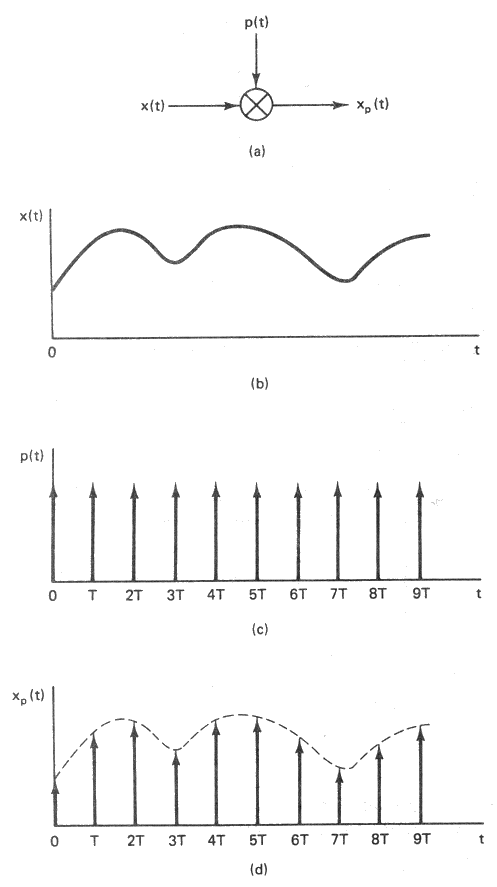 p(t)
x(t) x_p(t)
(a)
x(t)
0 t
(b)
p(t)
0 T 2T 3T 4T 5T 6T 7T 8T 9T t
(c)
x_p(t)
0 T 2T 3T 4T 5T 6T 7T 8T 9T t
(d)